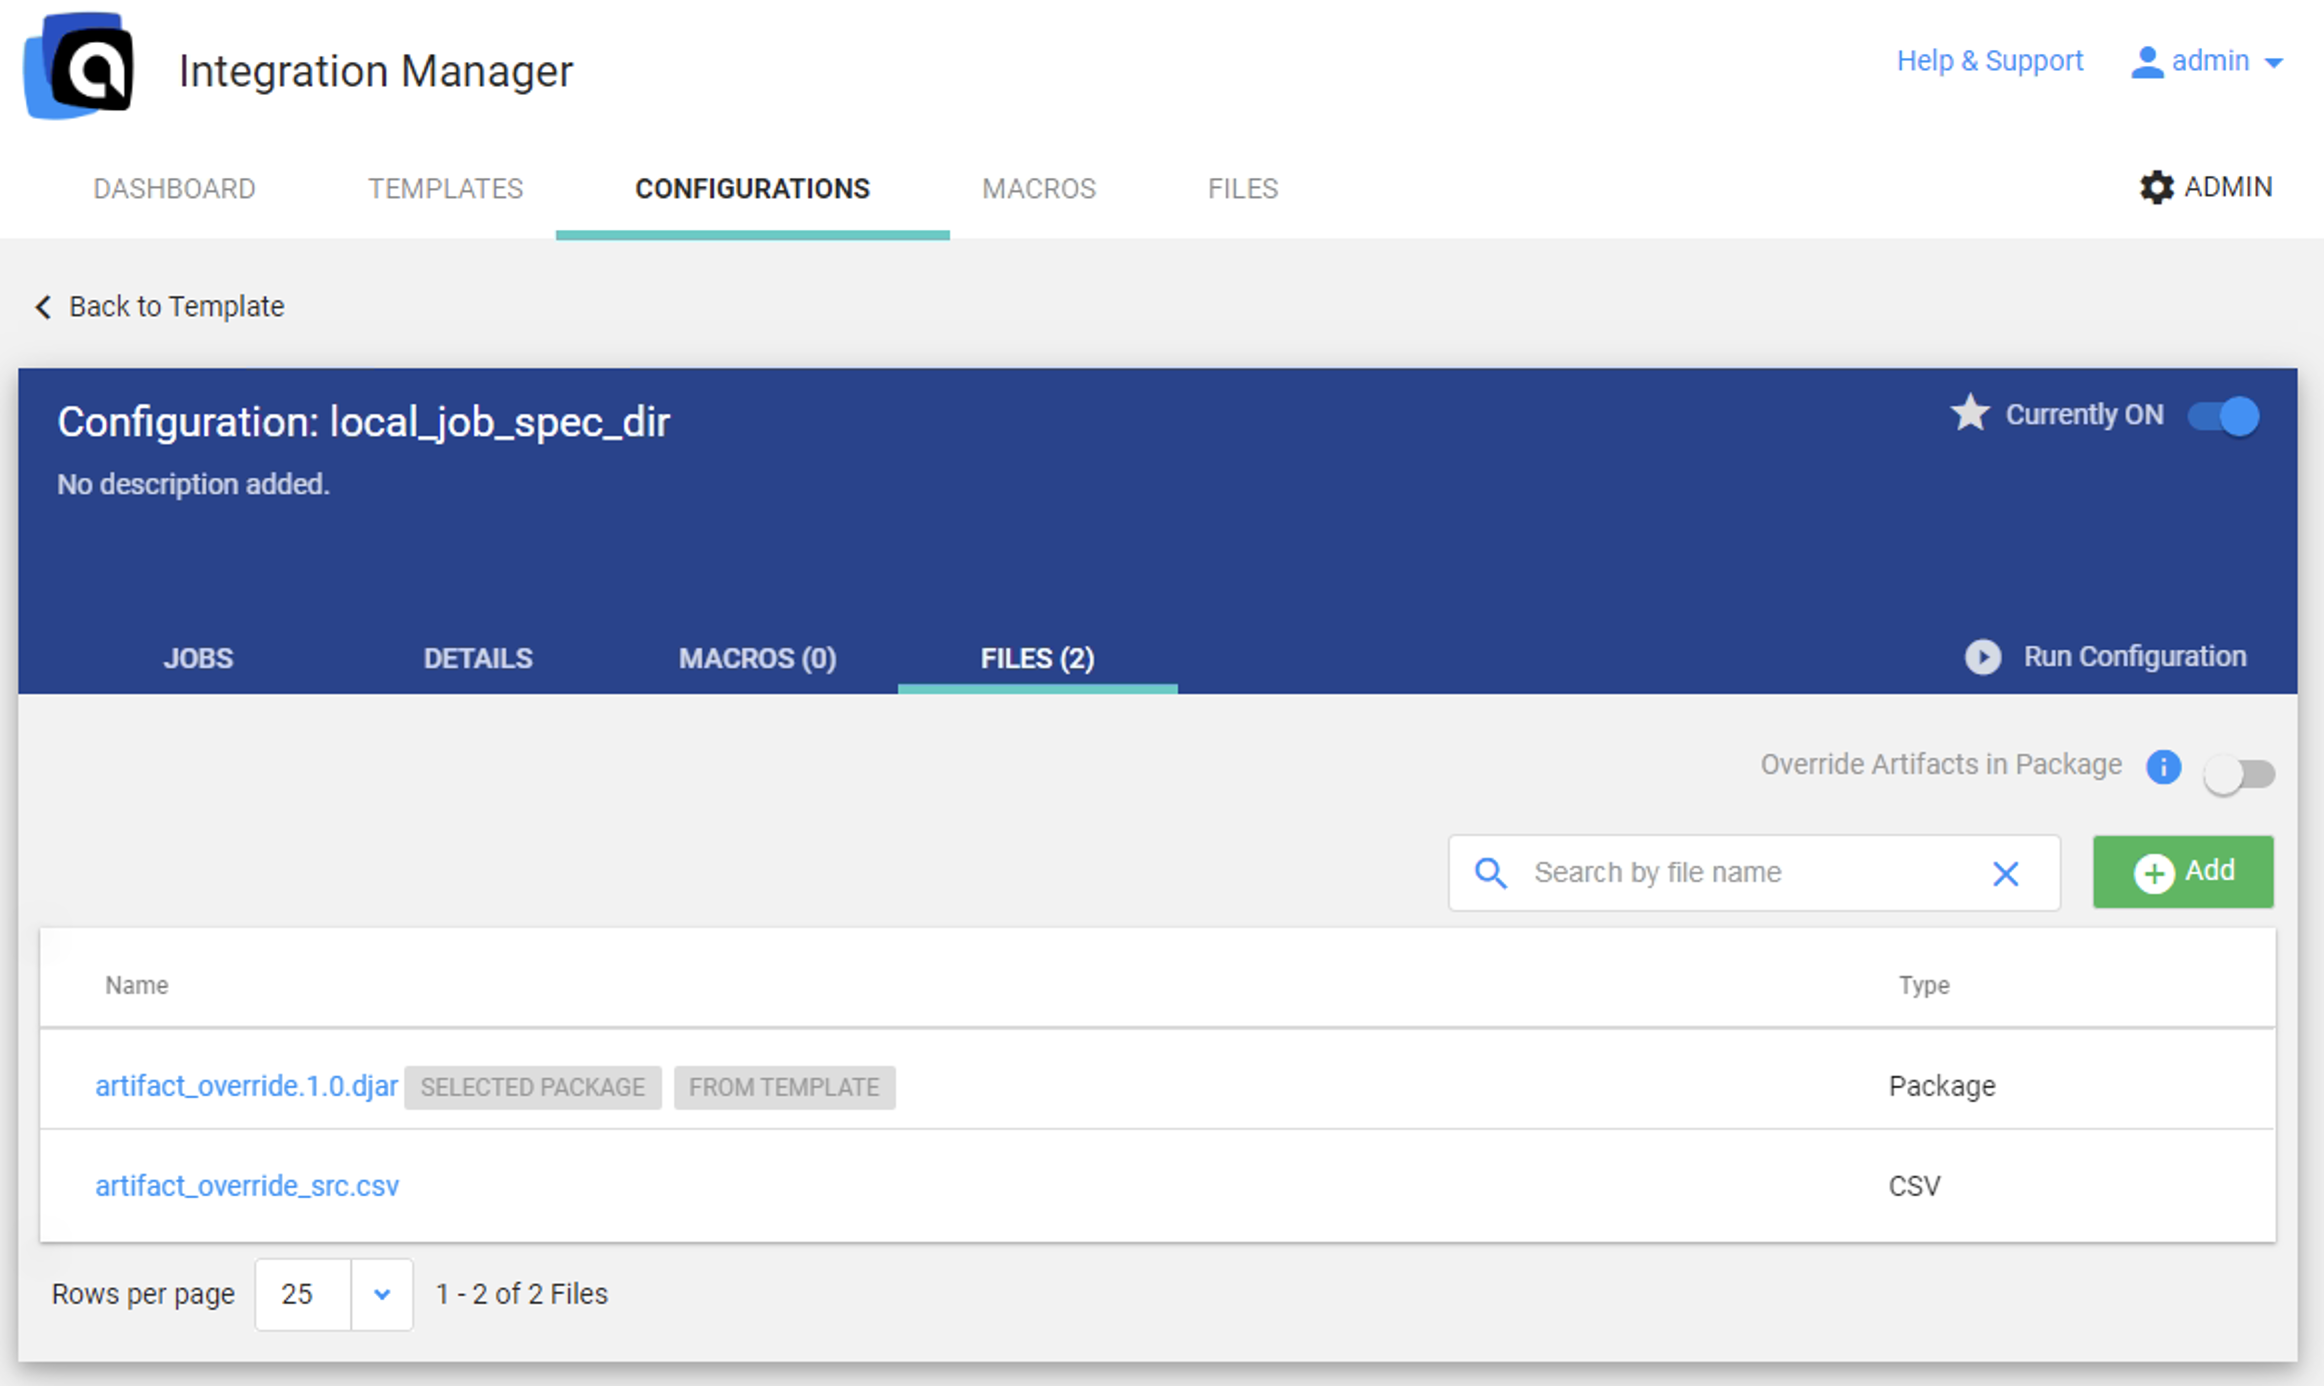 Integration Manager
Help & Support admin
DASHBOARD TEMPLATES CONFIGURATIONS MACROS FILES ADMIN
Back to Template
Configuration: local_job_spec_dir Currently ON
No description added.
JOBS DETAILS MACROS (0) FILES (2) Run Configuration
Override Artifacts in Package
Search by file name Add
Name Type
artifact_override.1.0.djar SELECTED PACKAGE FROM TEMPLATE Package
artifact_override_src.csv CSV
Rows per page 25 1 - 2 of 2 Files